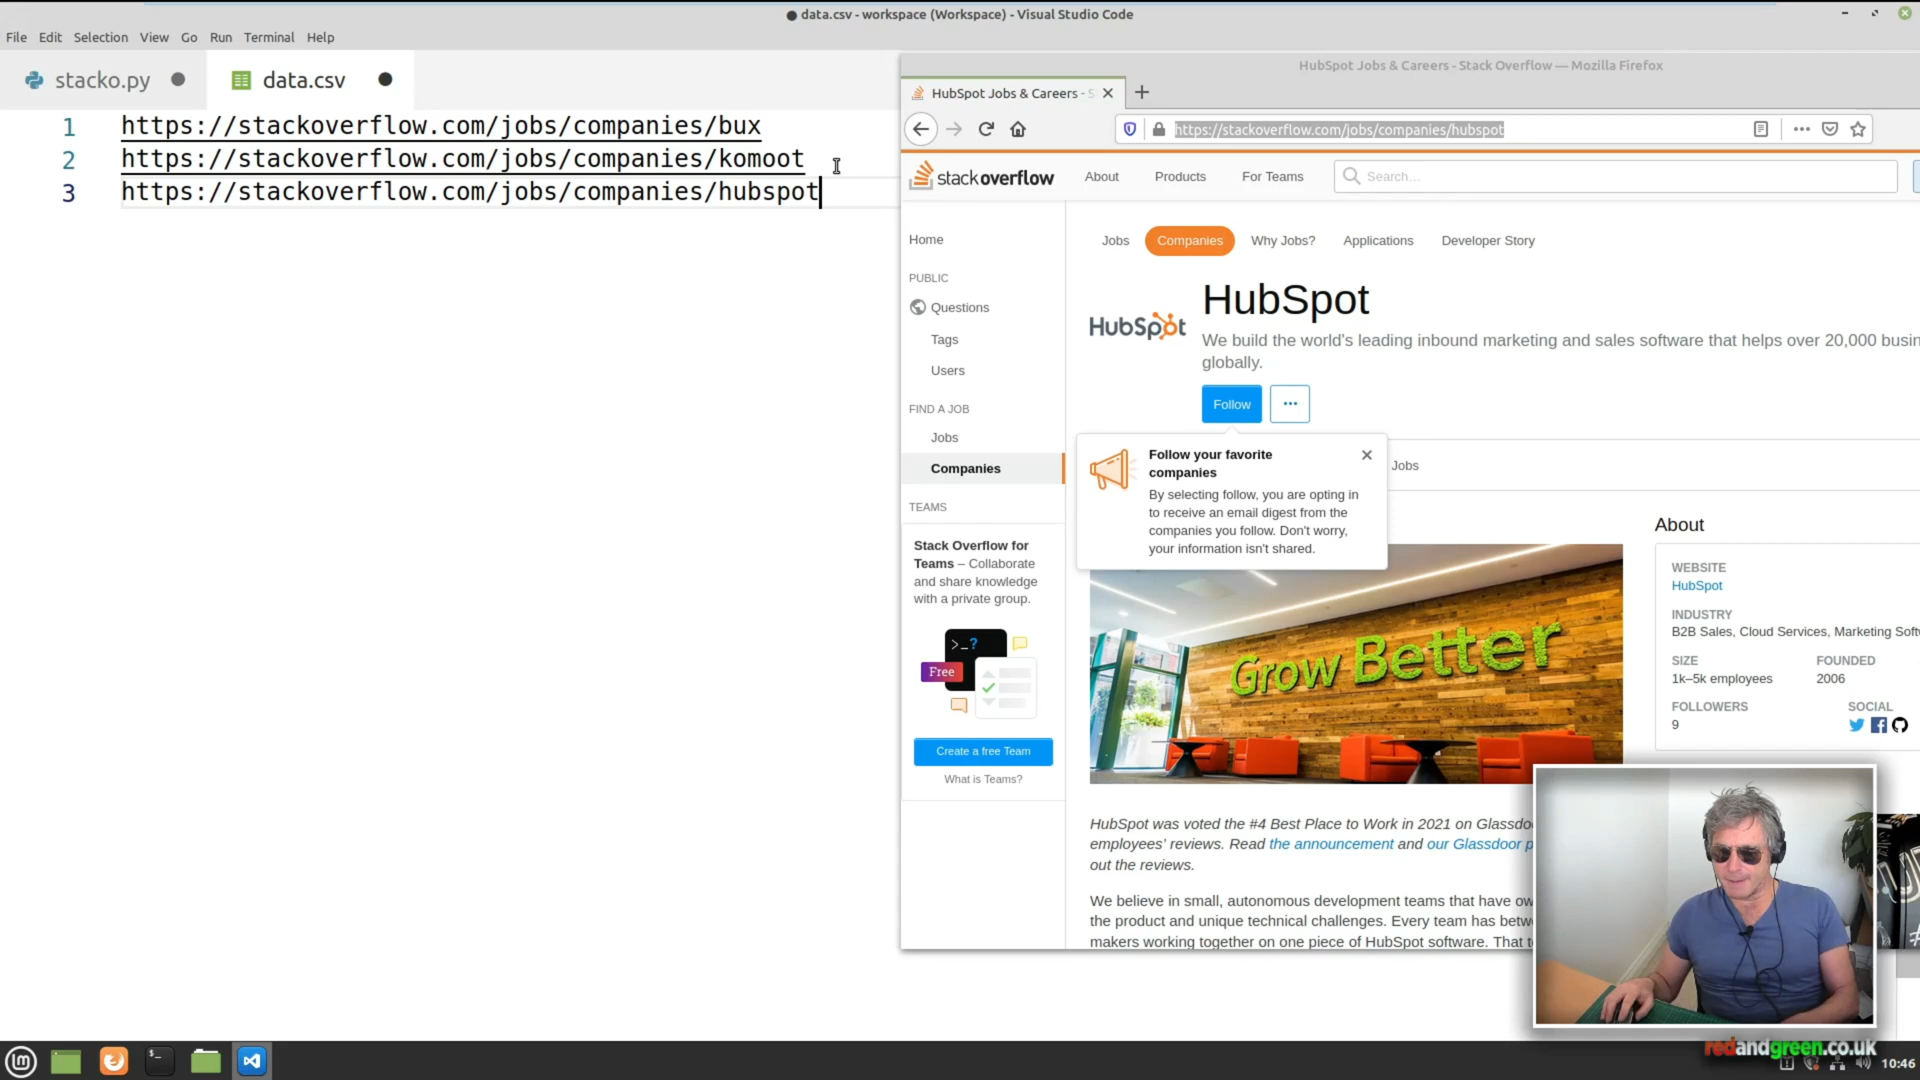 data.csv - workspace (Workspace) - Visual Studio Code
File Edit Selection View Go Run Terminal Help
stacko.py data.csv
1 https://stackoverflow.com/jobs/companies/bux
2 https://stackoverflow.com/jobs/companies/komoot
3 https://stackoverflow.com/jobs/companies/hubspot
HubSpot Jobs & Careers - Stack Overflow — Mozilla Firefox
HubSpot Jobs & Careers - S
https://stackoverflow.com/jobs/companies/hubspot
stackoverflow About Products For Teams Search...
Home
PUBLIC
Questions
Tags
Users
FIND A JOB
Jobs
Companies
TEAMS
Stack Overflow for
Teams – Collaborate
and share knowledge
with a private group.
>_?
Free
Create a free Team
What is Teams?
Jobs Companies Why Jobs? Applications Developer Story
HubSpot
HubSpot
We build the world's leading inbound marketing and sales software that helps over 20,000 busin
globally.
Follow
Follow your favorite
companies
By selecting follow, you are opting in
to receive an email digest from the
companies you follow. Don't worry,
your information isn't shared.
Jobs
Grow Better
HubSpot was voted the #4 Best Place to Work in 2021 on Glassdo
employees' reviews. Read the announcement and our Glassdoor p
out the reviews.
We believe in small, autonomous development teams that have ow
the product and unique technical challenges. Every team has betw
makers working together on one piece of HubSpot software. That t
About
WEBSITE
HubSpot
INDUSTRY
B2B Sales, Cloud Services, Marketing Softw
SIZE FOUNDED
1k–5k employees 2006
FOLLOWERS SOCIAL
9
redandgreen.co.uk
10:46